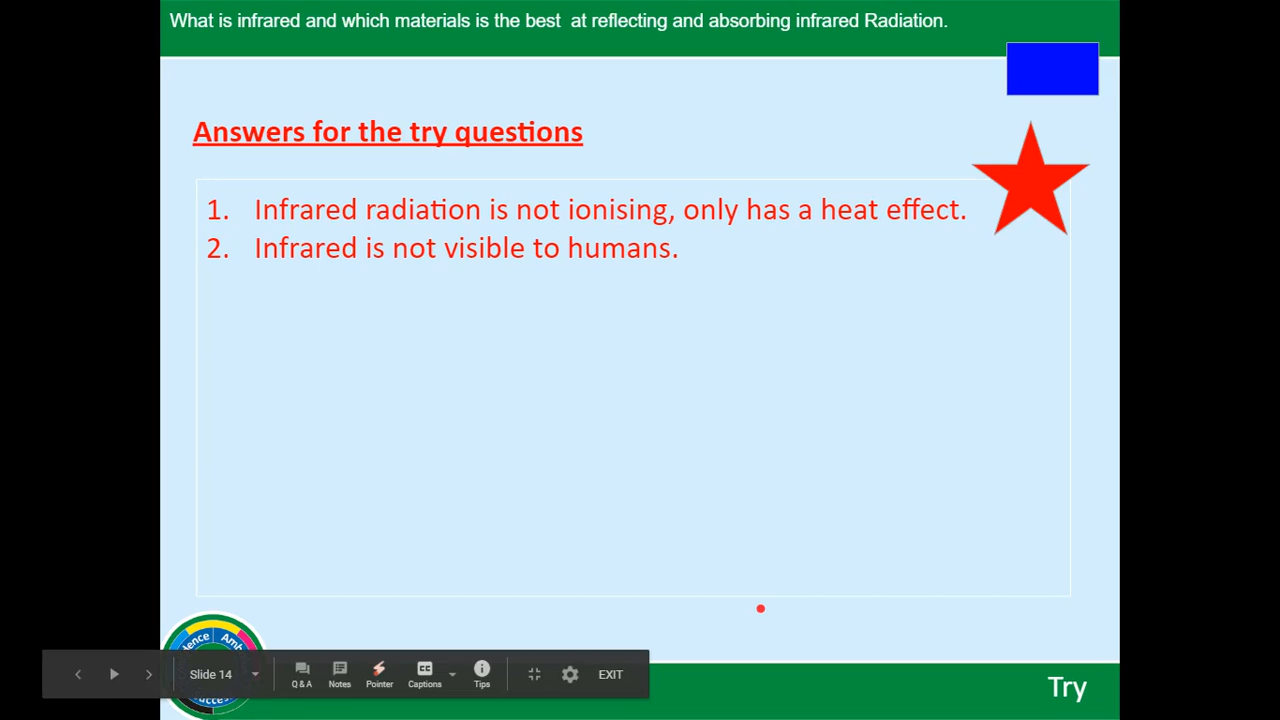 What is infrared and which materials is the best  at reflecting and absorbing infrared Radiation.
Answers for the try questions
1. Infrared radiation is not ionising, only has a heat effect.
2. Infrared is not visible to humans.
Slide 14
Q & A
Notes
Pointer
CC
Captions
Tips
EXIT
Try